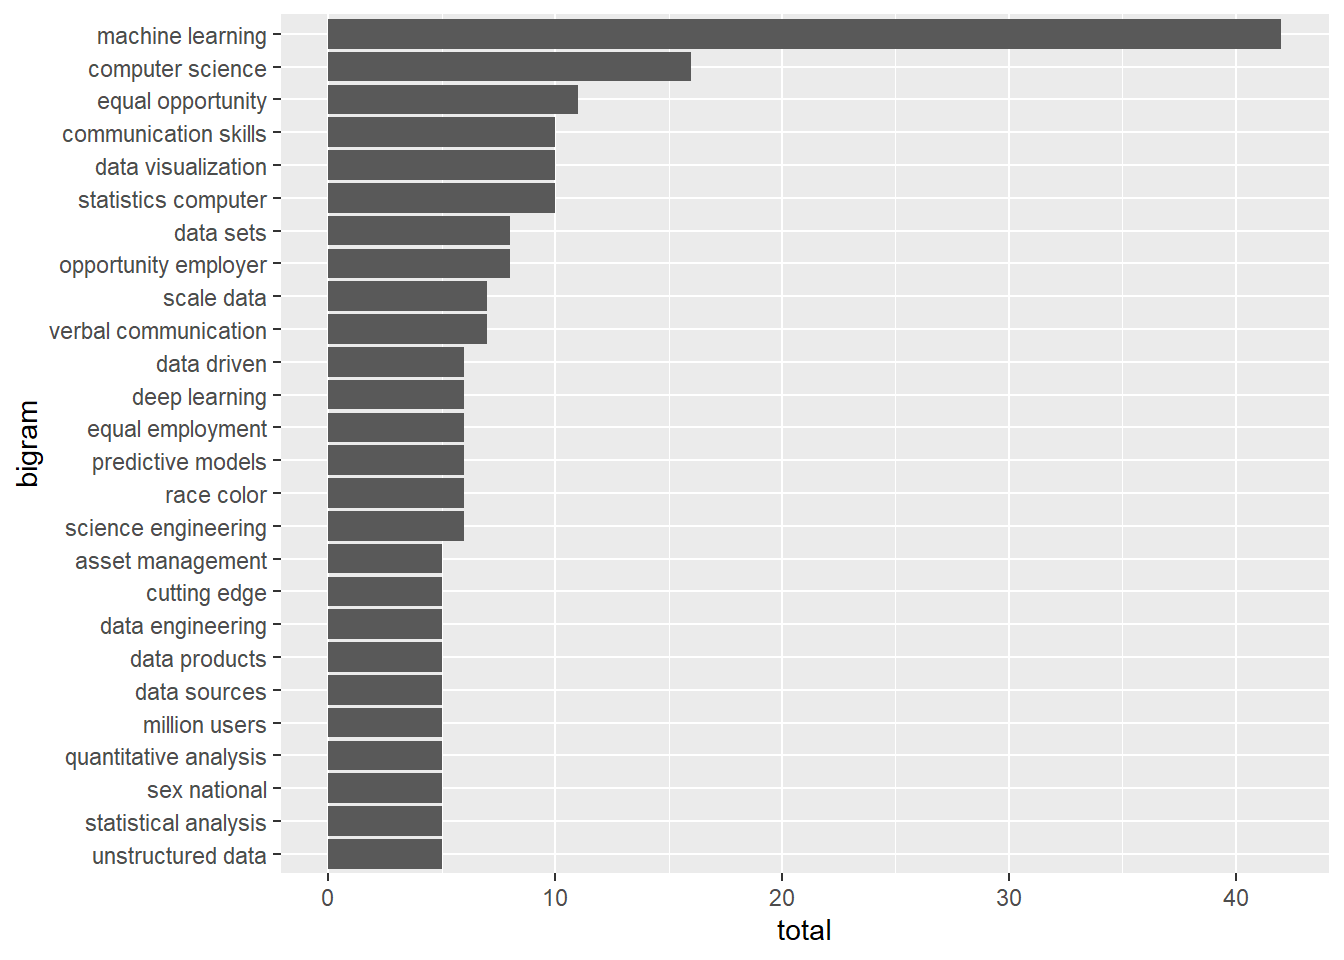 machine learning
computer science
equal opportunity
communication skills
data visualization
statistics computer
data sets
opportunity employer
scale data
verbal communication
data driven
deep learning
equal employment
predictive models
race color
science engineering
asset management
cutting edge
data engineering
data products
data sources
million users
quantitative analysis
sex national
statistical analysis
unstructured data
bigram
0 10 20 30 40
total